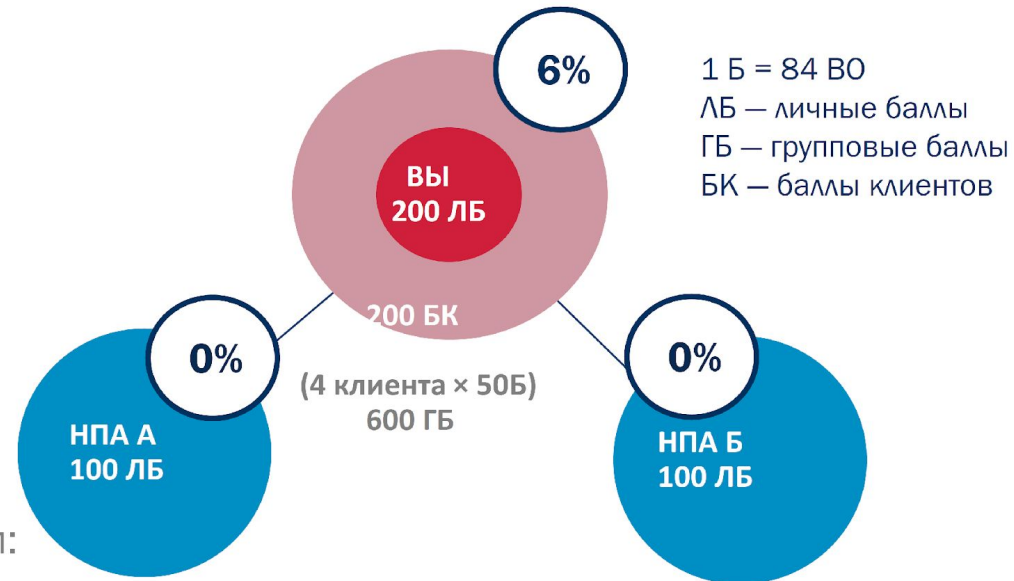 6%
1 Б = 84 ВО
ЛБ — личные баллы
ГБ — групповые баллы
БК — баллы клиентов
ВЫ
200 ЛБ
200 БК
0%
0%
(4 клиента × 50Б)
600 ГБ
НПА А
100 ЛБ
НПА Б
100 ЛБ